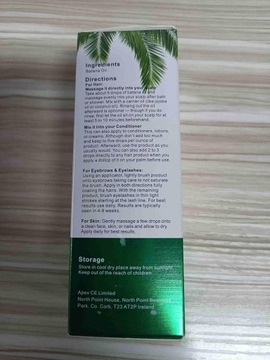 Ingredients
Batana Oil
Directions
For Hair:
Massage it directly into your
Take about 5 drops of batana oil and
massage evenly into your scalp after bath
or shower. Mix with a carrier oil (like jojoba
oil or coconut oil). Rinsing out the oil
afterward is optional — though if you do
rinse, first let the oil sit on your scalp for at
least 5 to 10 minutes beforehand.
Mix it into your Conditioner
This can also apply to conditioners, lotions,
or creams. Although don't add too much
and keep to five drops per ounce of
product. Afterward, use the product as you
usually would. You can also add 2 to 3
drops directly to any hair product when you
apply a dollop of it on your palm before use.
For Eyebrows & Eyelashes:
Using an applicator, lightly brush product
onto eyebrows taking care not to saturate
the brush. Apply in both directions fully
coating the hairs. With the remaining
product, brush eyelashes in thin light
strokes starting at the lash line. For best
results use daily. Results are typically
seen in 4-8 weeks.
For Skin: Gently massage a few drops onto
a clean face, skin, or nails and allow to dry.
Apply daily for best results.
Storage
Store in cool dry place away from sunlight.
Keep out of the reach of children.
Apex CE Limited
North Point House, North Point Business
Park, Co. Cork, T23 AT2P Ireland